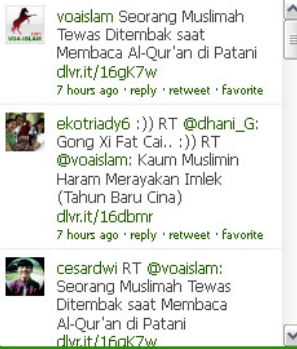 voaislam Seorang Muslimah
Tewas Ditembak saat
Membaca Al-Qur'an di Patani
dlvr.it/16gK7w
7 hours ago · reply · retweet · favorite
ekotriady6 :)) RT @dhani_G:
Gong Xi Fat Cai.. :)) RT
@voaislam: Kaum Muslimin
Haram Merayakan Imlek
(Tahun Baru Cina)
dlvr.it/16dbmr
7 hours ago · reply · retweet · favorite
cesardwi RT @voaislam:
Seorang Muslimah Tewas
Ditembak saat Membaca
Al-Qur'an di Patani
dlvr.it/16gK7w
VOA-ISLAM